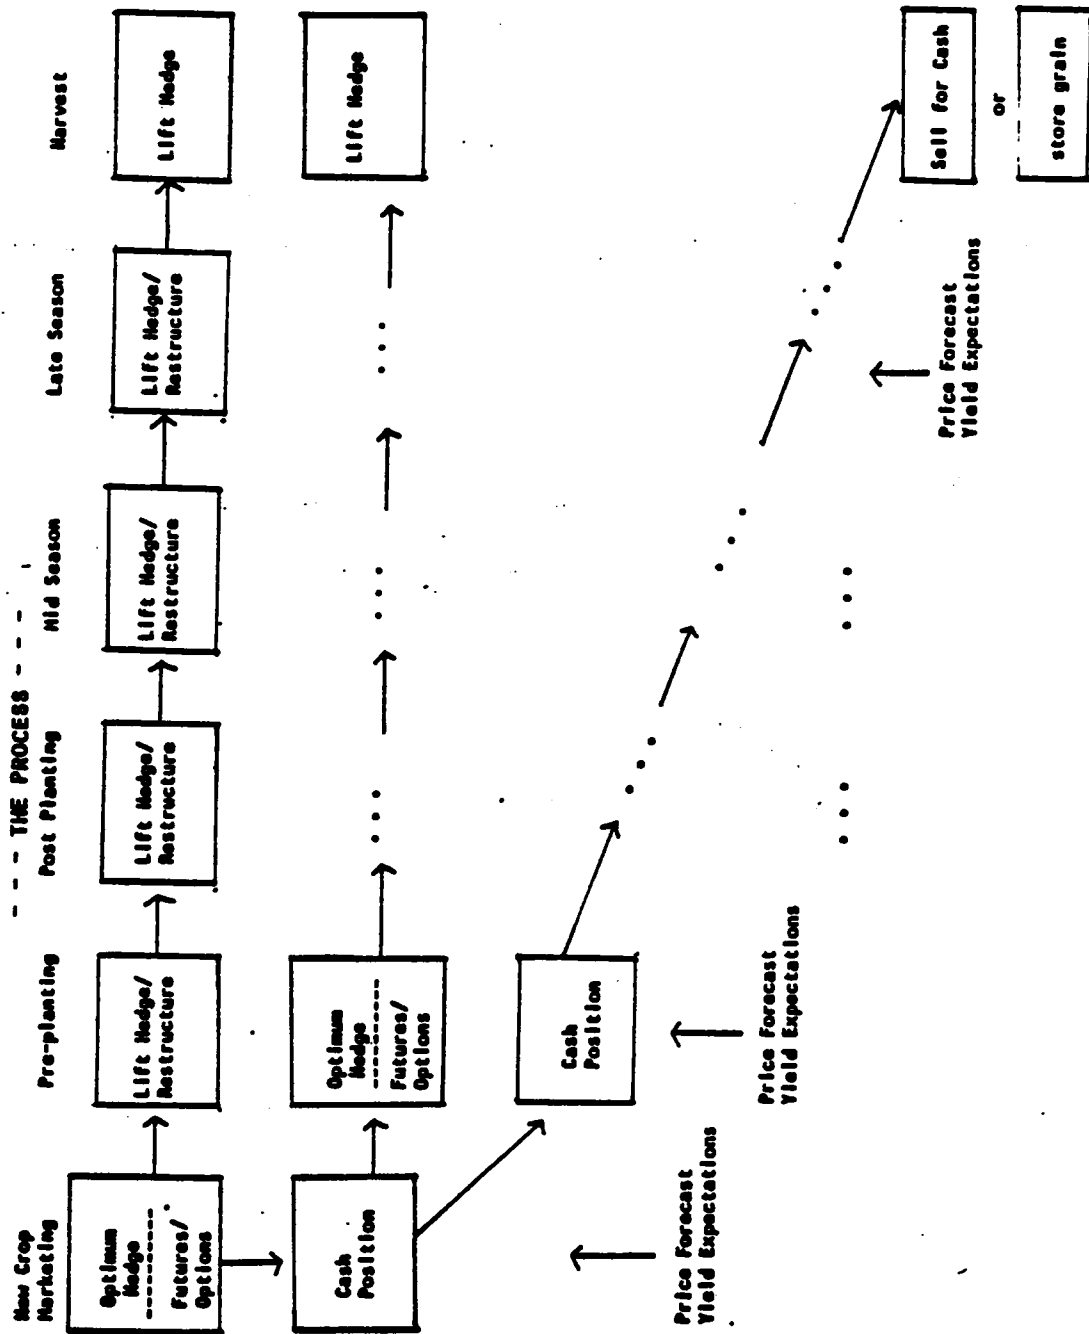 - - - THE PROCESS - - -
New Crop
Marketing
Pre-planting
Post Planting
Mid Season
Late Season
Harvest
Optimum
Hedge
----------
Futures/
Options
Lift Hedge/
Restructure
Lift Hedge/
Restructure
Lift Hedge/
Restructure
Lift Hedge/
Restructure
Lift Hedge
Cash
Position
Optimum
Hedge
----------
Futures/
Options
Lift Hedge
Cash
Position
Sell for Cash
or
store grain
Price Forecast
Yield Expectations
Price Forecast
Yield Expectations
Price Forecast
Yield Expectations